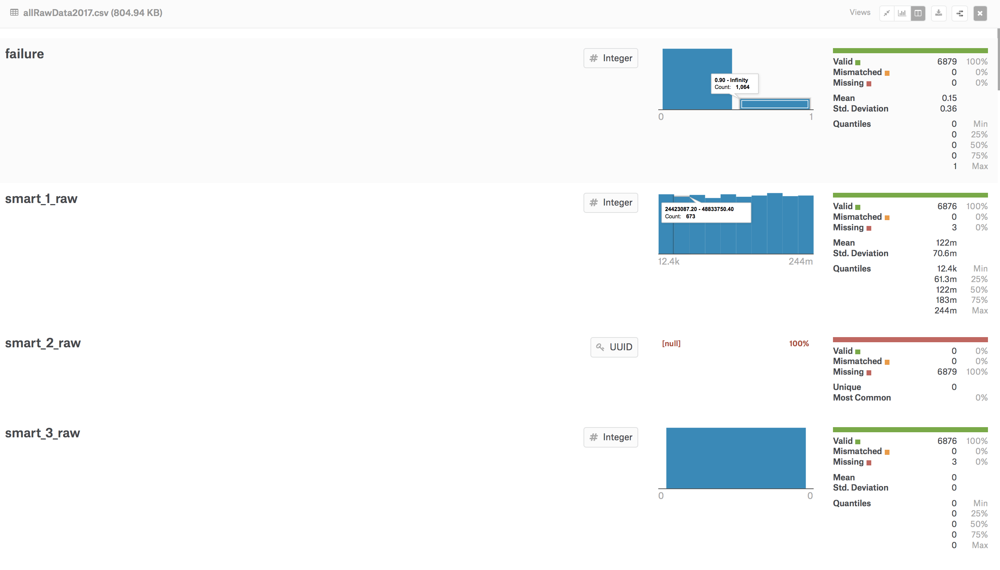 allRawData2017.csv (804.94 KB) Views
failure
# Integer
0.90 - Infinity
Count: 1,064
0 1
Valid 6879 100%
Mismatched 0 0%
Missing 0 0%
Mean 0.15
Std. Deviation 0.36
Quantiles 0 Min
0 25%
0 50%
0 75%
1 Max
smart_1_raw
# Integer
24423087.20 - 48833750.40
Count: 673
12.4k 244m
Valid 6876 100%
Mismatched 0 0%
Missing 3 0%
Mean 122m
Std. Deviation 70.6m
Quantiles 12.4k Min
61.3m 25%
122m 50%
183m 75%
244m Max
smart_2_raw
UUID
[null] 100%
Valid 0 0%
Mismatched 0 0%
Missing 6879 100%
Unique 0
Most Common 0%
smart_3_raw
# Integer
0 0
Valid 6876 100%
Mismatched 0 0%
Missing 3 0%
Mean 0
Std. Deviation 0
Quantiles 0 Min
0 25%
0 50%
0 75%
0 Max